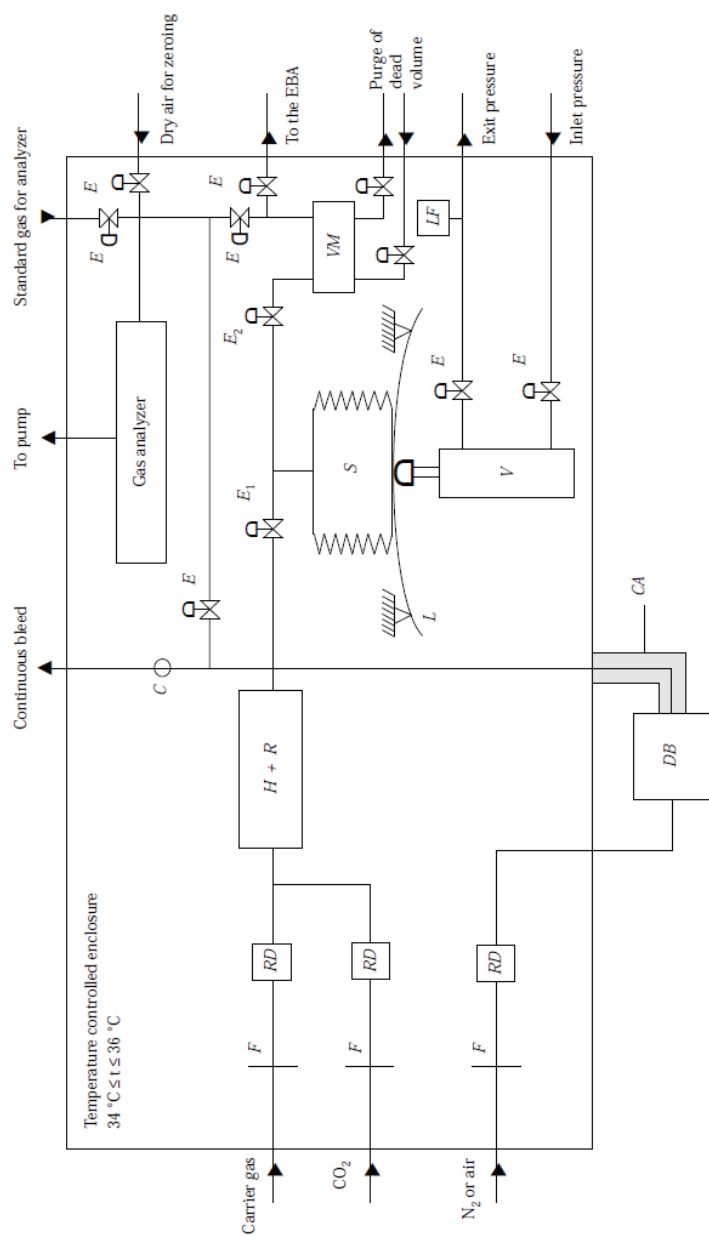 Temperature controlled enclosure
34 °C ≤ t ≤ 36 °C
Continuous bleed
To pump
Standard gas for analyzer
C
E
Gas analyzer
E
E
Dry air for zeroing
Carrier gas
F
RD
H + R
E1
E2
E
E
To the EBA
VM
Purge of
dead
volume
CO2
F
RD
S
L
LF
E
Exit pressure
V
E
Inlet pressure
N2 or air
F
RD
DB
CA